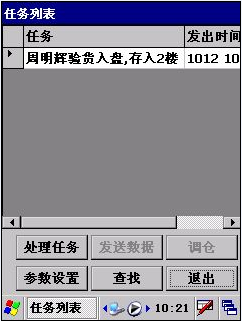 任务列表
任务 发出时间
周明辉验货入盘,存入2楼 1012 10
处理任务 发送数据 调仓
参数设置 查找 退出
任务列表 10:21